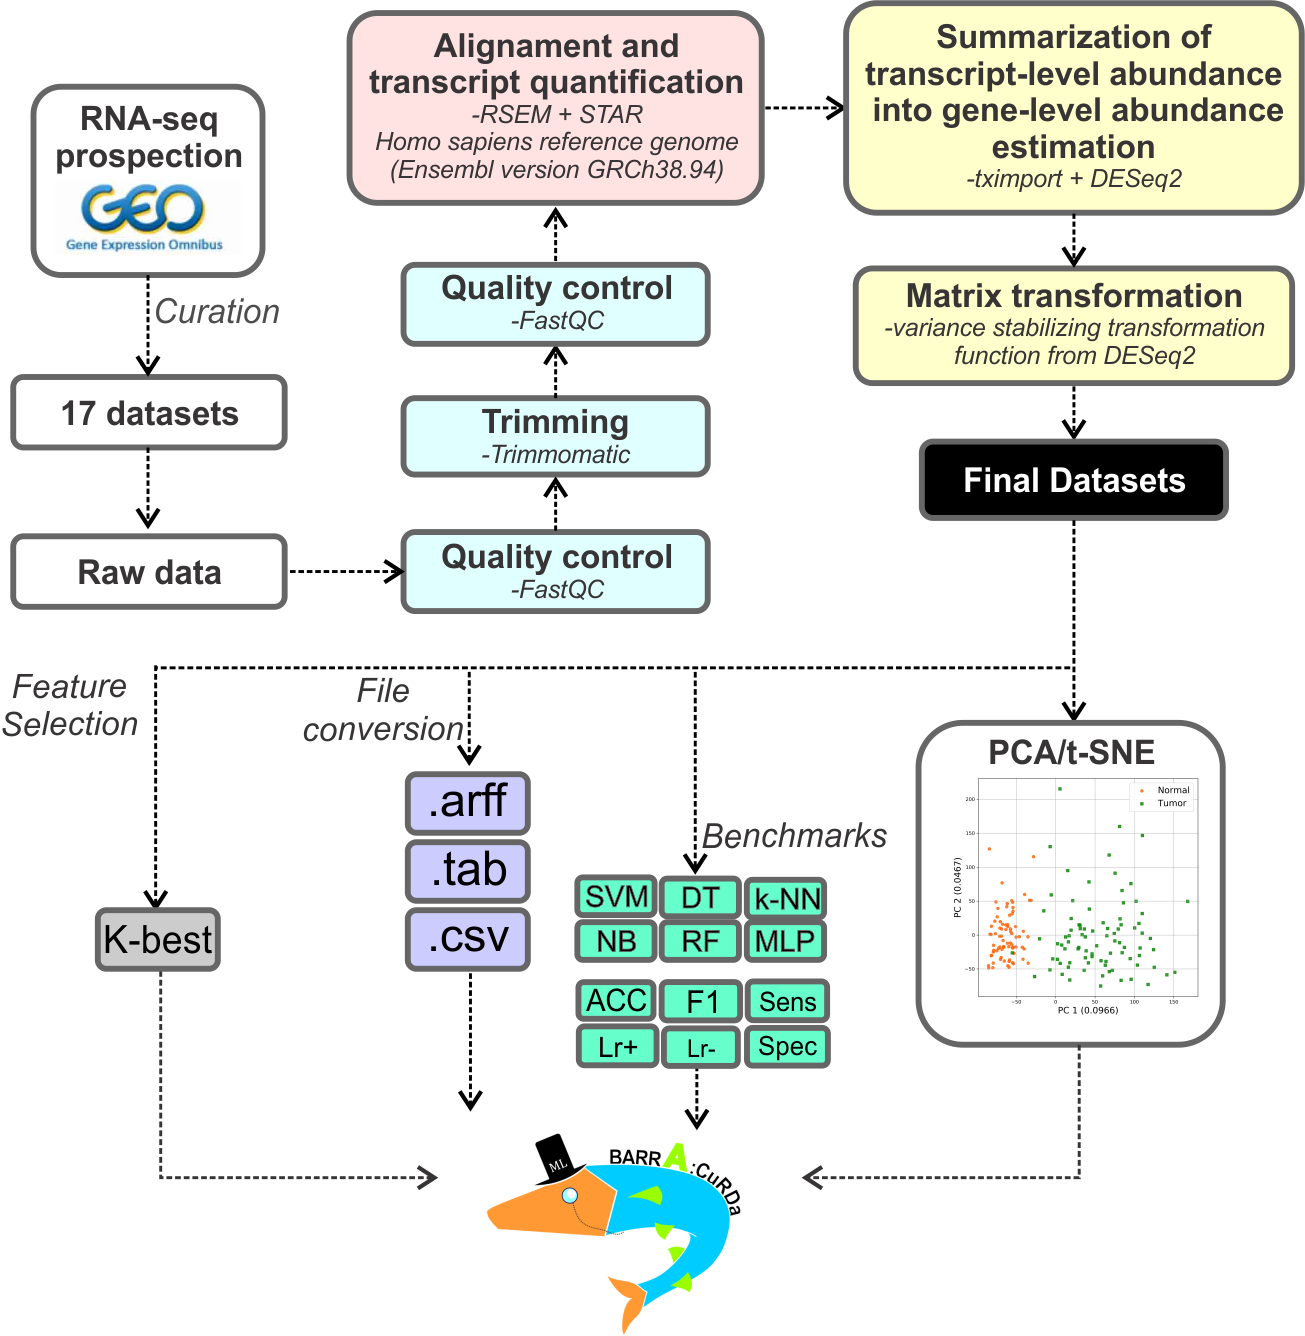 RNA-seq
prospection
GEO
Gene Expression Omnibus
Curation
17 datasets
Raw data
Quality control
-FastQC
Trimming
-Trimmomatic
Quality control
-FastQC
Alignament and
transcript quantification
-RSEM + STAR
Homo sapiens reference genome
(Ensembl version GRCh38.94)
Summarization of
transcript-level abundance
into gene-level abundance
estimation
-tximport + DESeq2
Matrix transformation
-variance stabilizing transformation
function from DESeq2
Final Datasets
Feature
Selection
K-best
File
conversion
.arff
.tab
.csv
Benchmarks
SVM DT k-NN
NB RF MLP
ACC F1 Sens
Lr+ Lr- Spec
PCA/t-SNE
Normal
Tumor
200
150
100
50
0
−50
PC 2 (0.0467)
−50 0 50 100 150
PC 1 (0.0966)
ML
BARRA:CuRDa